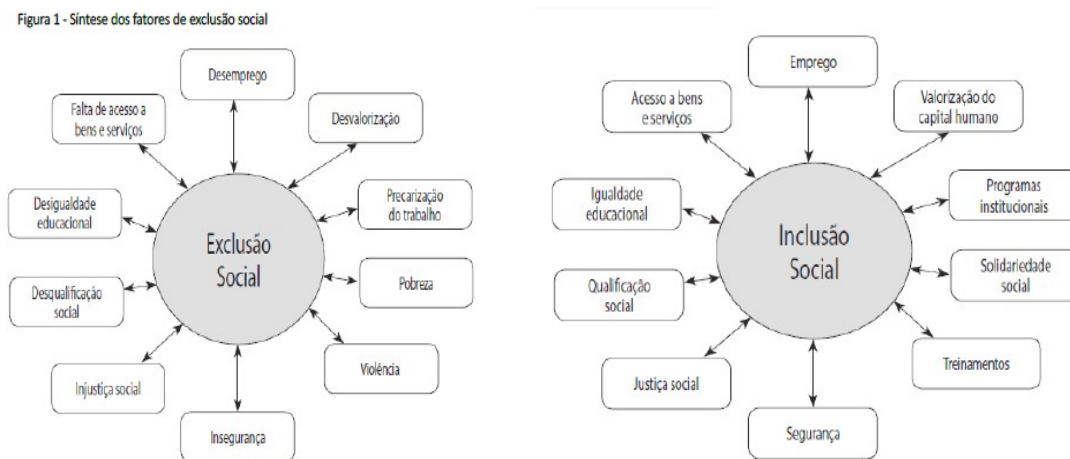 Figura 1 - Síntese dos fatores de exclusão social
Desemprego
Falta de acesso a
bens e serviços
Desvalorização
Desigualdade
educacional
Precarização
do trabalho
Exclusão
Social
Desqualificação
social
Pobreza
Injustiça social
Violência
Insegurança
Emprego
Acesso a bens
e serviços
Valorização do
capital humano
Igualdade
educacional
Programas
institucionais
Inclusão
Social
Qualificação
social
Solidariedade
social
Justiça social
Treinamentos
Segurança